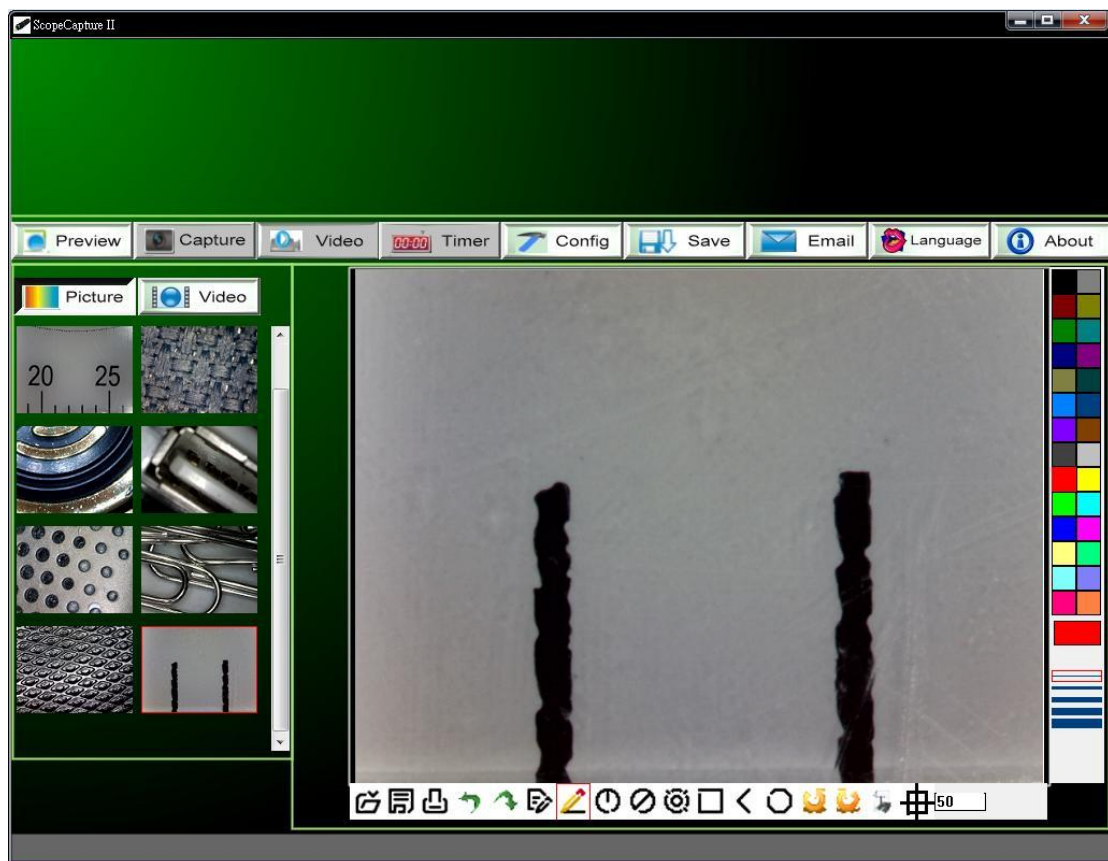 ScopeCapture II
Preview Capture 00:00 Video Timer Config Save Email Language About
Picture Video
20 25
50